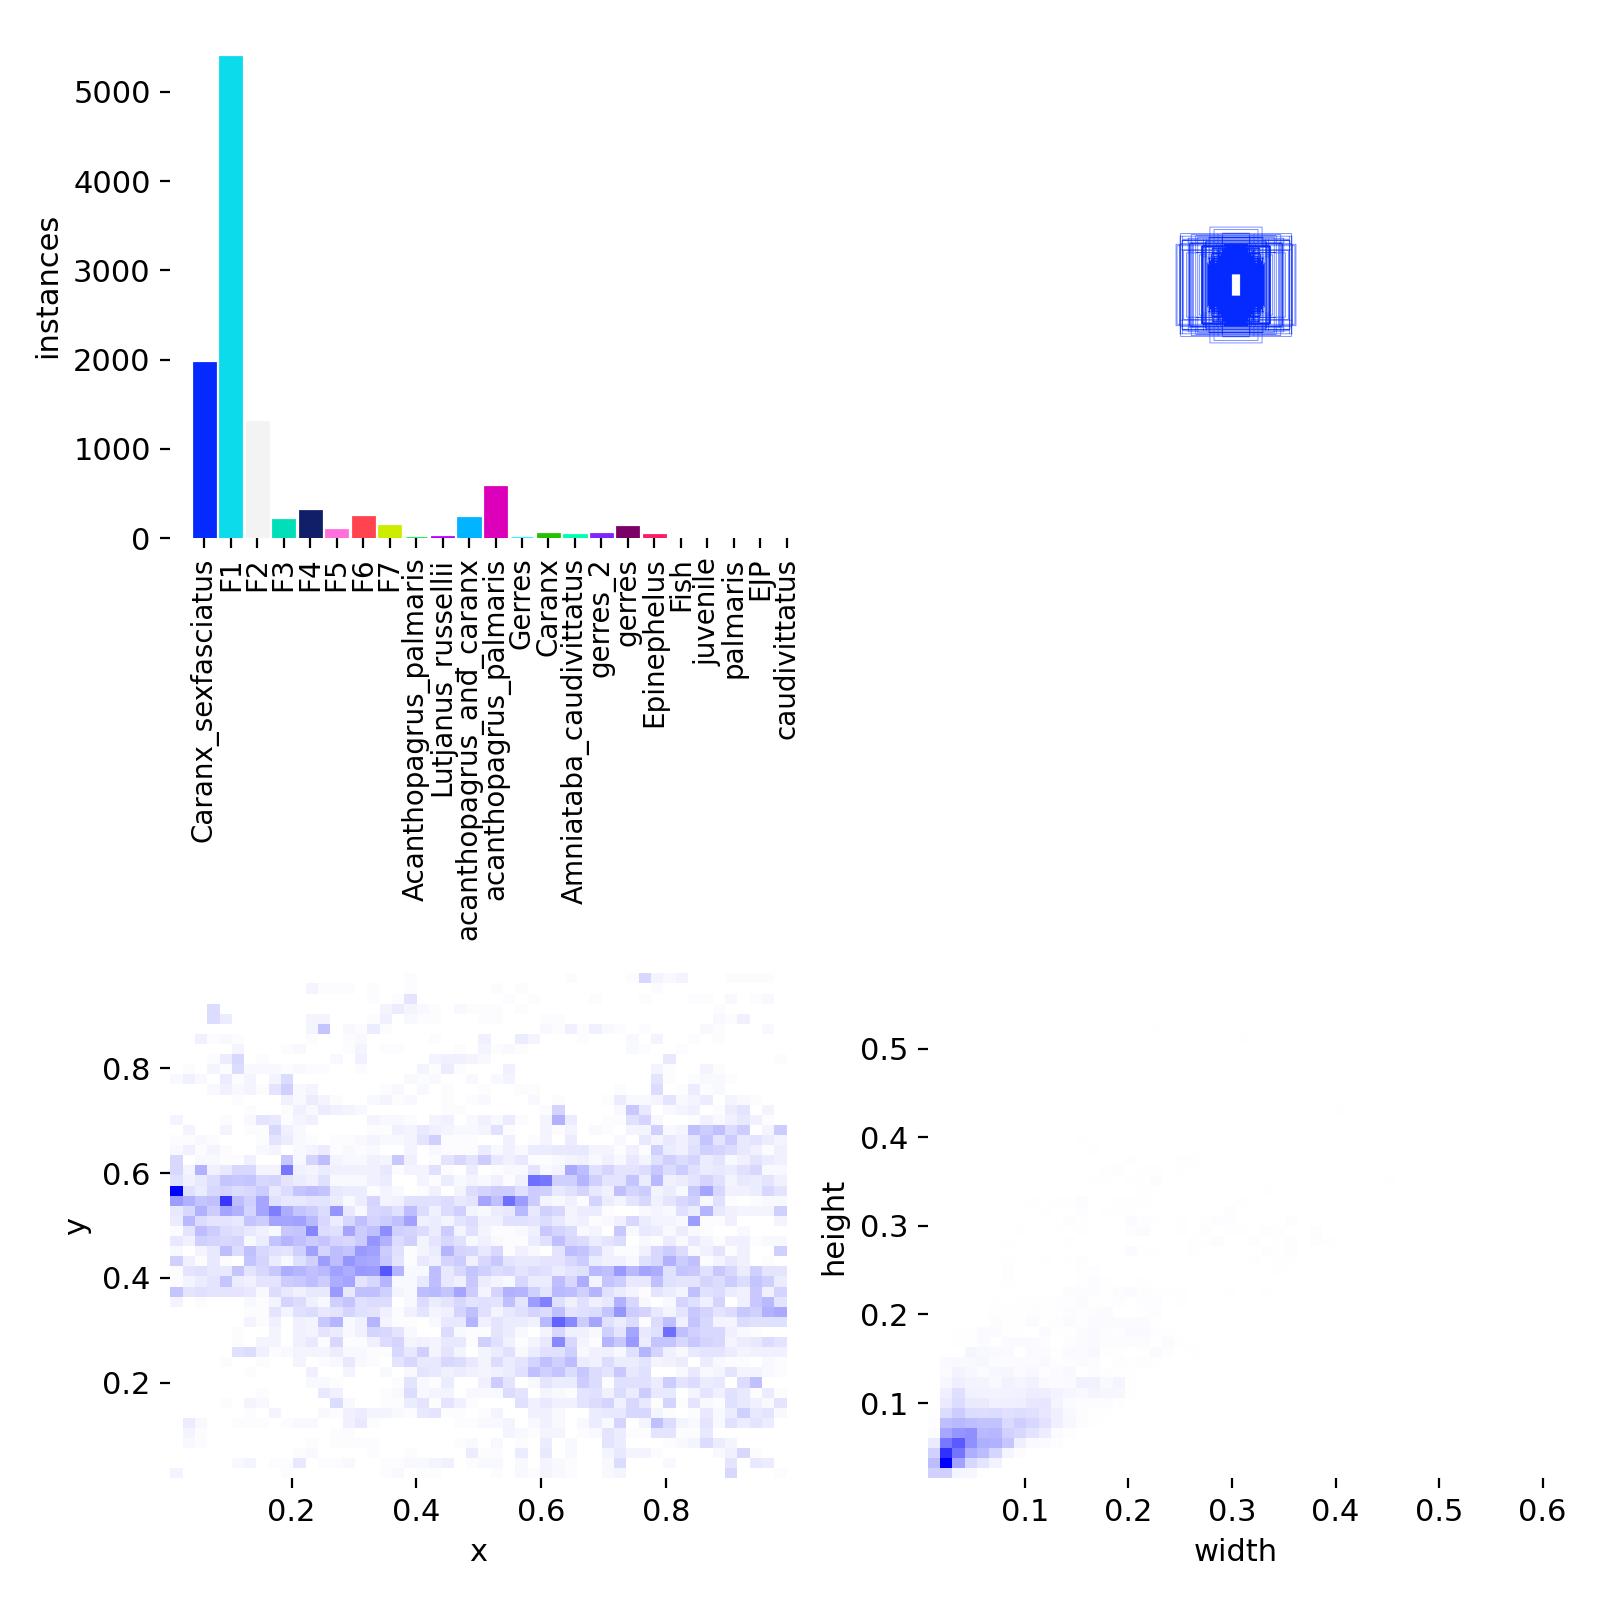 instances
5000
4000
3000
2000
1000
0
Caranx_sexfasciatus
F1
F2
F3
F4
F5
F6
F7
Acanthopagrus_palmaris
Lutjanus_russellii
acanthopagrus_and_caranx
acanthopagrus_palmaris
Gerres
Caranx
Amniataba_caudivittatus
gerres_2
gerres
Epinephelus
Fish
juvenile
palmaris
EJP
caudivittatus
y
0.8
0.6
0.4
0.2
0.2 0.4 0.6 0.8
x
height
0.5
0.4
0.3
0.2
0.1
0.1 0.2 0.3 0.4 0.5 0.6
width